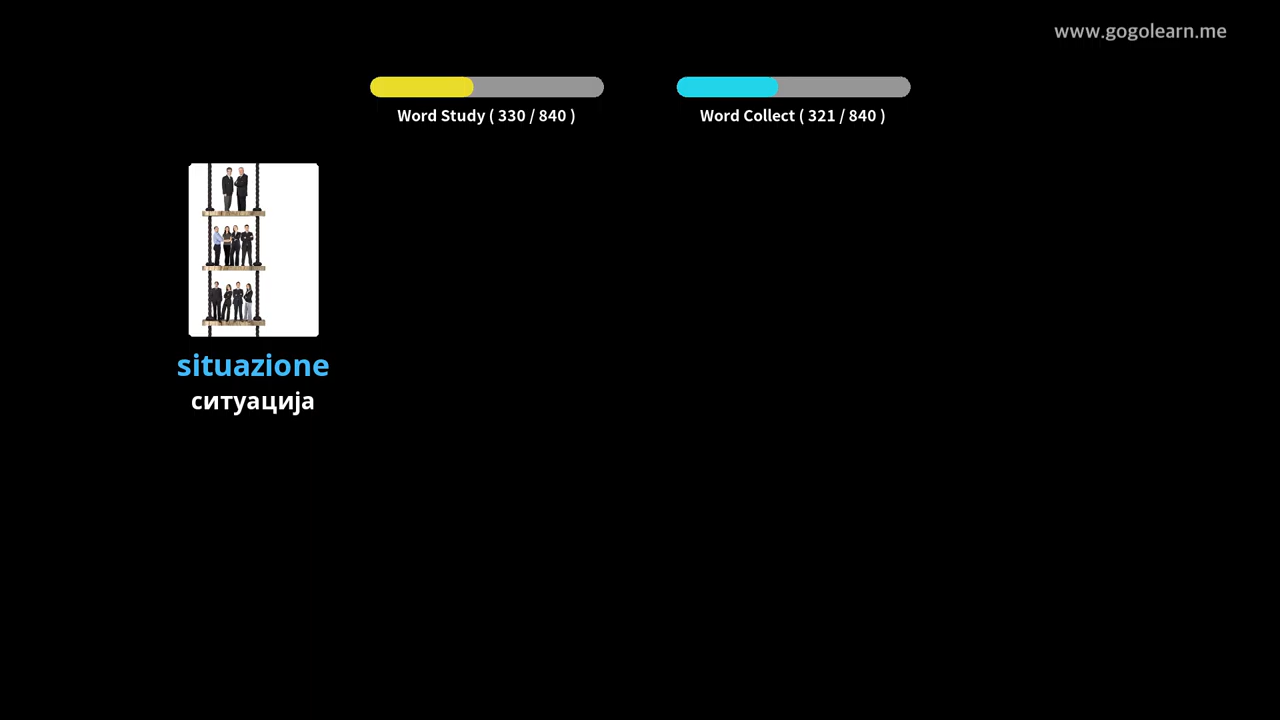 www.gogolearn.me
Word Study ( 330 / 840 )
Word Collect ( 321 / 840 )
situazione
ситуација